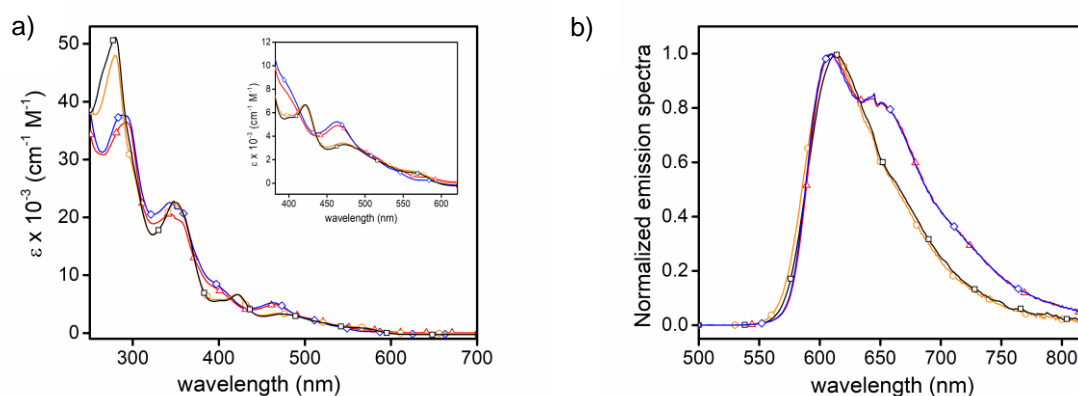 a)
ε x 10⁻³ (cm⁻¹ M⁻¹)
50
40
30
20
10
0
300 400 500 600 700
wavelength (nm)
ε x 10⁻³ (cm⁻¹ M⁻¹)
12
10
8
6
4
2
0
400 450 500 550 600
wavelength (nm)
b)
Normalized emission spectra
1.0
0.8
0.6
0.4
0.2
0.0
500 550 600 650 700 750 800
wavelength (nm)